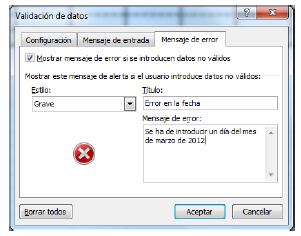 Validación de datos
Configuración Mensaje de entrada Mensaje de error
Mostrar mensaje de error si se introducen datos no válidos
Mostrar este mensaje de alerta si el usuario introduce datos no válidos:
Estilo: Título:
Grave Error en la fecha
Mensaje de error:
Se ha de introducir un día del mes
de marzo de 2012
Borrar todos Aceptar Cancelar